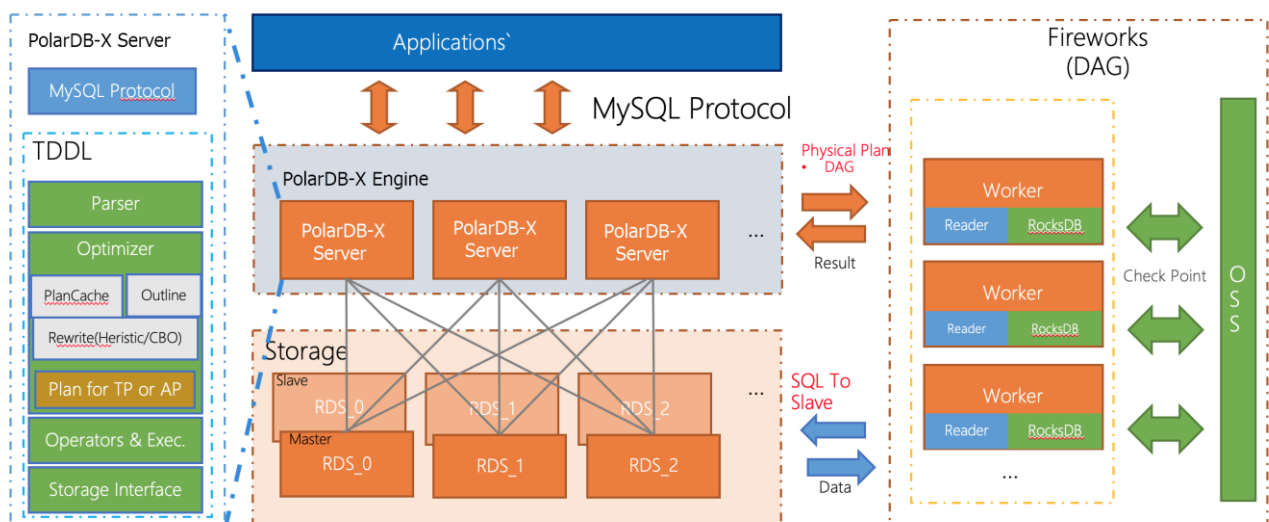 PolarDB-X Server
MySQL Protocol
TDDL
Parser
Optimizer
PlanCache
Outline
Rewrite(Heristic/CBO)
Plan for TP or AP
Operators & Exec.
Storage Interface
Applications`
MySQL Protocol
PolarDB-X Engine
PolarDB-X
Server
PolarDB-X
Server
PolarDB-X
Server
...
Storage
Slave
RDS_0
RDS_1
RDS_2
...
Master
RDS_0
RDS_1
RDS_2
Physical Plan
• DAG
Result
SQL To
Slave
Data
Fireworks
(DAG)
Worker
Reader
RocksDB
Worker
Reader
RocksDB
Worker
Reader
RocksDB
...
Check Point
OSS